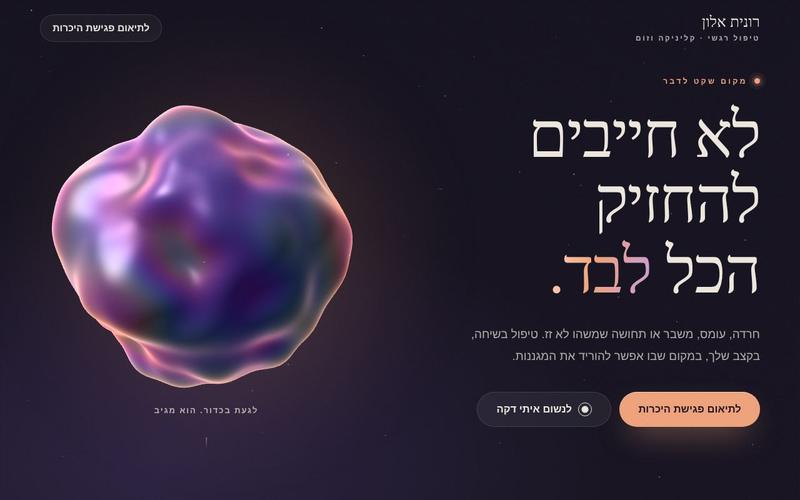 רונית אלון
טיפול רגשי · קליניקה וזום
לתיאום פגישת היכרות
מקום שקט לדבר
לא חייבים
להחזיק
הכל לבד.
חרדה, עומס, משבר או תחושה שמשהו לא זז. טיפול בשיחה,
בקצב שלך, במקום שבו אפשר להוריד את המגננות.
לתיאום פגישת היכרות
לנשום איתי דקה
לגעת בכדור. הוא מגיב